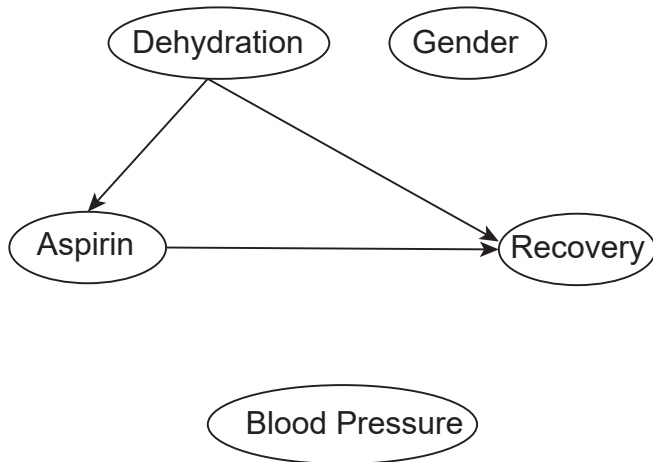 Dehydration
Gender
Aspirin
Recovery
Blood Pressure